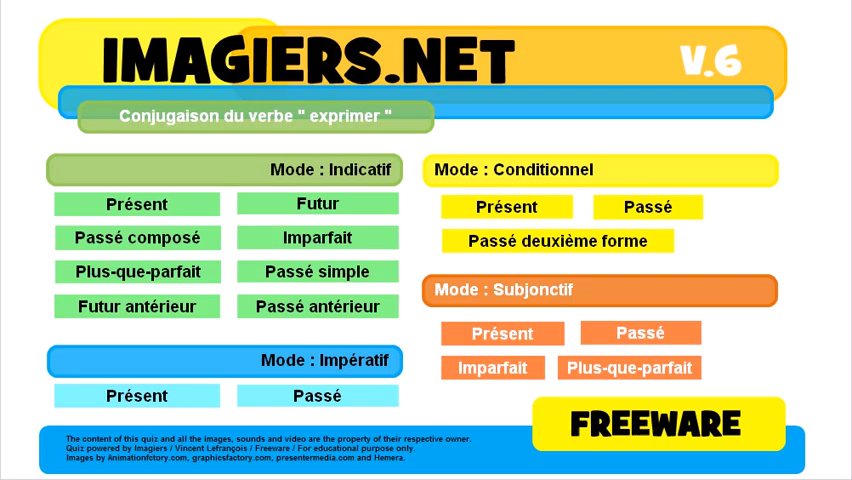 IMAGIERS.NET
V.6
Conjugaison du verbe " exprimer "
Mode : Indicatif
Présent
Futur
Passé composé
Imparfait
Plus-que-parfait
Passé simple
Futur antérieur
Passé antérieur
Mode : Impératif
Présent
Passé
Mode : Conditionnel
Présent
Passé
Passé deuxième forme
Mode : Subjonctif
Présent
Passé
Imparfait
Plus-que-parfait
FREEWARE
The content of this quiz and all the images, sounds and video are the property of their respective owner.
Quiz powered by Imagiers / Vincent Lefrançois / Freeware / For educational purpose only.
Images by Animationfctory.com, graphicsfactory.com, presentermedia.com and Hemera.